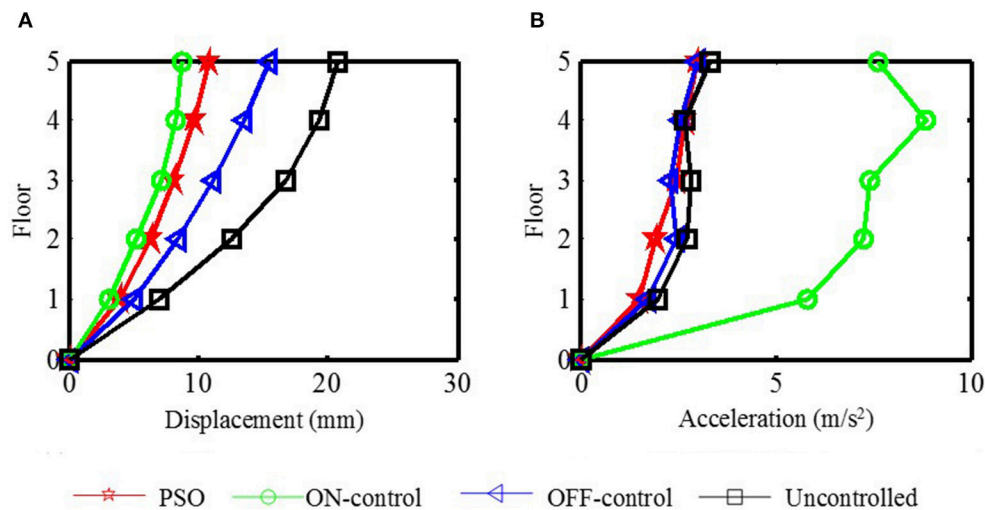 A
B
5
4
3
2
1
0
Floor
0
10
20
30
Displacement (mm)
5
4
3
2
1
0
Floor
0
5
10
Acceleration (m/s²)
PSO
ON-control
OFF-control
Uncontrolled